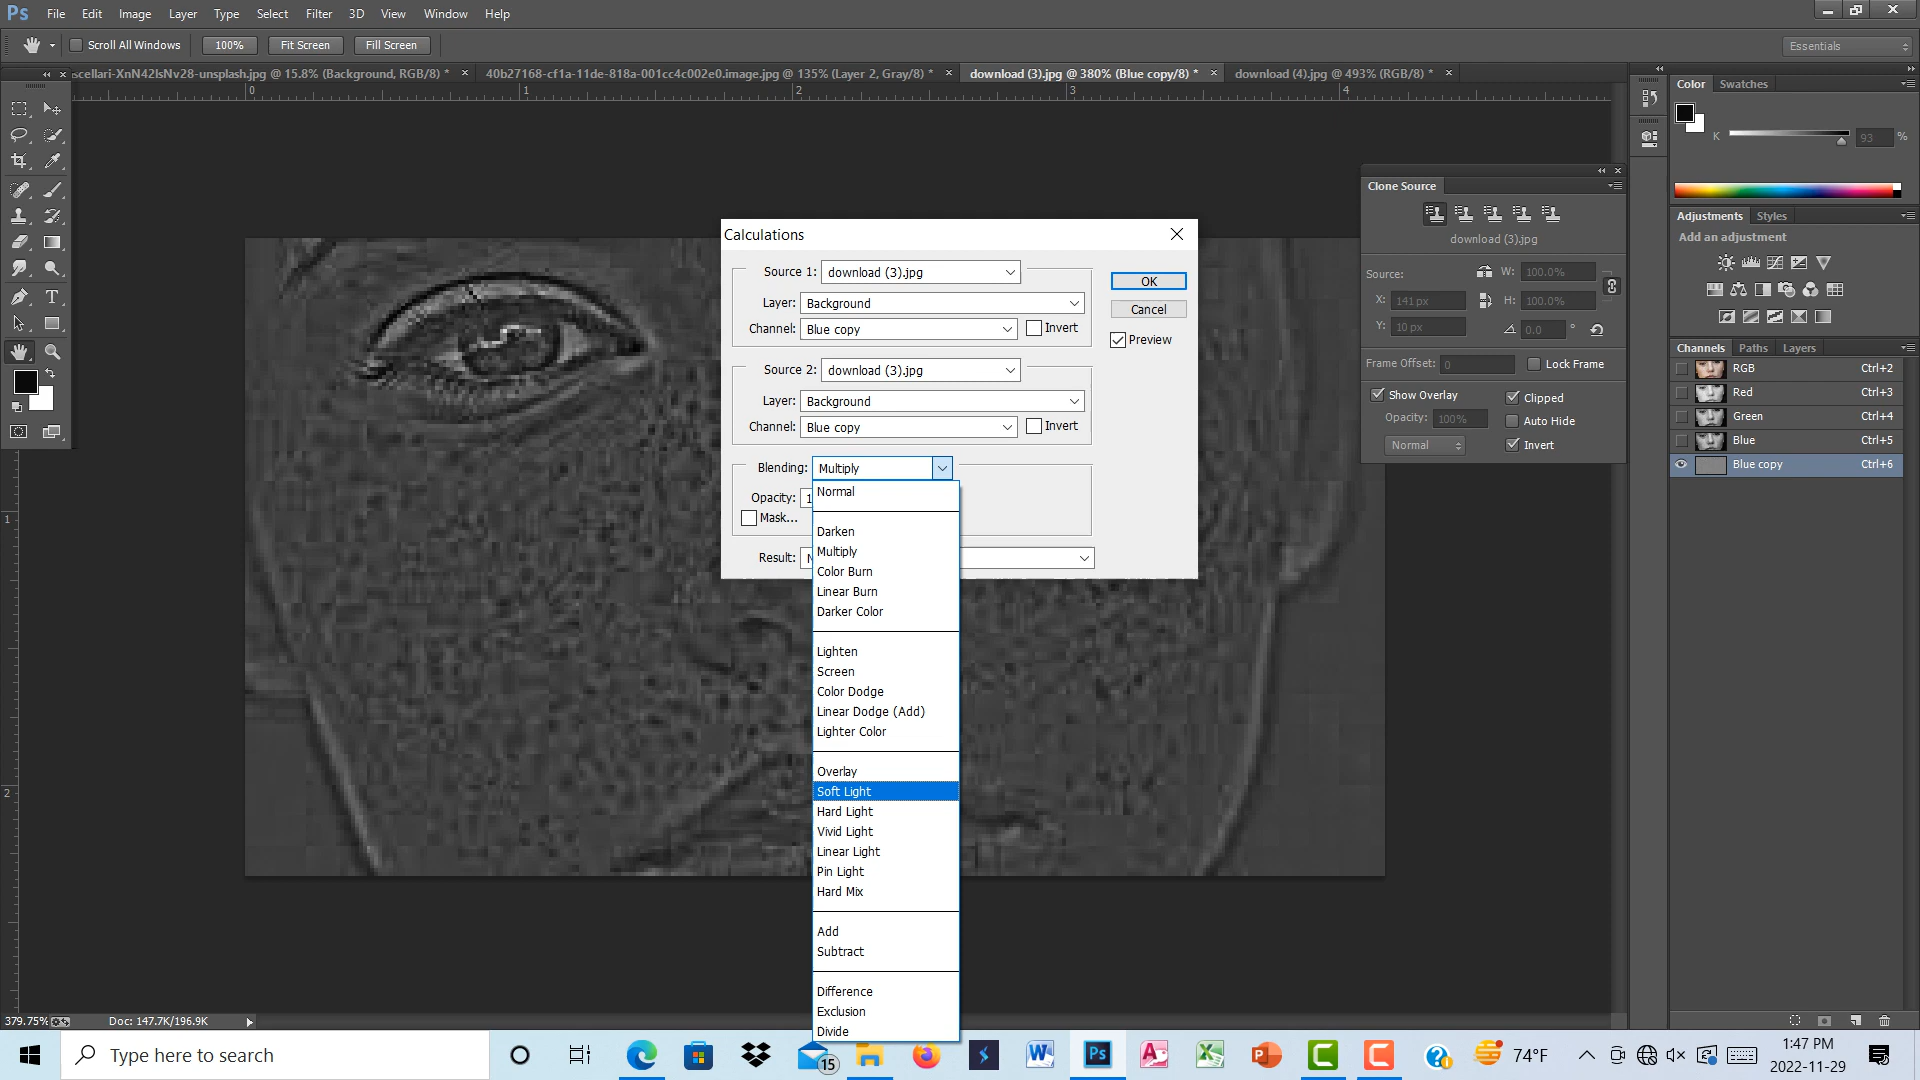 Ps File Edit Image Layer Type Select Filter 3D View Window Help
Scroll All Windows 100% Fit Screen Fill Screen Essentials
scellari-XnN42lsNv28-unsplash.jpg @ 15.8% (Background, RGB/8) * × 40b27168-cf1a-11de-818a-001cc4c002e0.image.jpg @ 135% (Layer 2, Gray/8) * × download (3).jpg @ 380% (Blue copy/8) * × download (4).jpg @ 493% (RGB/8) * ×
0 1 2 3 4
1
2
Calculations
Source 1: download (3).jpg
Layer: Background
Channel: Blue copy Invert
Source 2: download (3).jpg
Layer: Background
Channel: Blue copy Invert
Blending: Multiply
Opacity: 1
Mask...
Result: N
OK
Cancel
Preview
Normal
Darken
Multiply
Color Burn
Linear Burn
Darker Color
Lighten
Screen
Color Dodge
Linear Dodge (Add)
Lighter Color
Overlay
Soft Light
Hard Light
Vivid Light
Linear Light
Pin Light
Hard Mix
Add
Subtract
Difference
Exclusion
Divide
Clone Source
download (3).jpg
Source: W: 100.0%
X: 141 px H: 100.0%
Y: 10 px 0.0 °
Frame Offset: 0 Lock Frame
Show Overlay Clipped
Opacity: 100% Auto Hide
Normal Invert
Color Swatches
K 93 %
Adjustments Styles
Add an adjustment
Channels Paths Layers
RGB Ctrl+2
Red Ctrl+3
Green Ctrl+4
Blue Ctrl+5
Blue copy Ctrl+6
379.75% Doc: 147.7K/196.9K
Type here to search
15
Ps
74°F
1:47 PM
2022-11-29